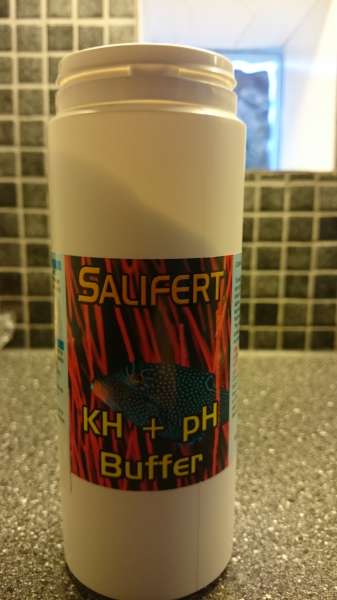 SALIFERT
KH + pH
Buffer